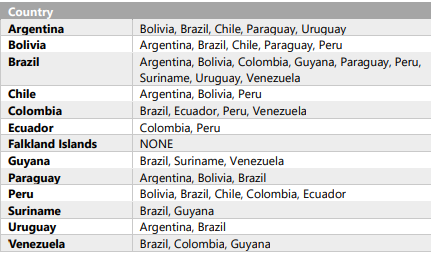 Country
Argentina Bolivia, Brazil, Chile, Paraguay, Uruguay
Bolivia Argentina, Brazil, Chile, Paraguay, Peru
Brazil Argentina, Bolivia, Colombia, Guyana, Paraguay, Peru,
Suriname, Uruguay, Venezuela
Chile Argentina, Bolivia, Peru
Colombia Brazil, Ecuador, Peru, Venezuela
Ecuador Colombia, Peru
Falkland Islands NONE
Guyana Brazil, Suriname, Venezuela
Paraguay Argentina, Bolivia, Brazil
Peru Bolivia, Brazil, Chile, Colombia, Ecuador
Suriname Brazil, Guyana
Uruguay Argentina, Brazil
Venezuela Brazil, Colombia, Guyana